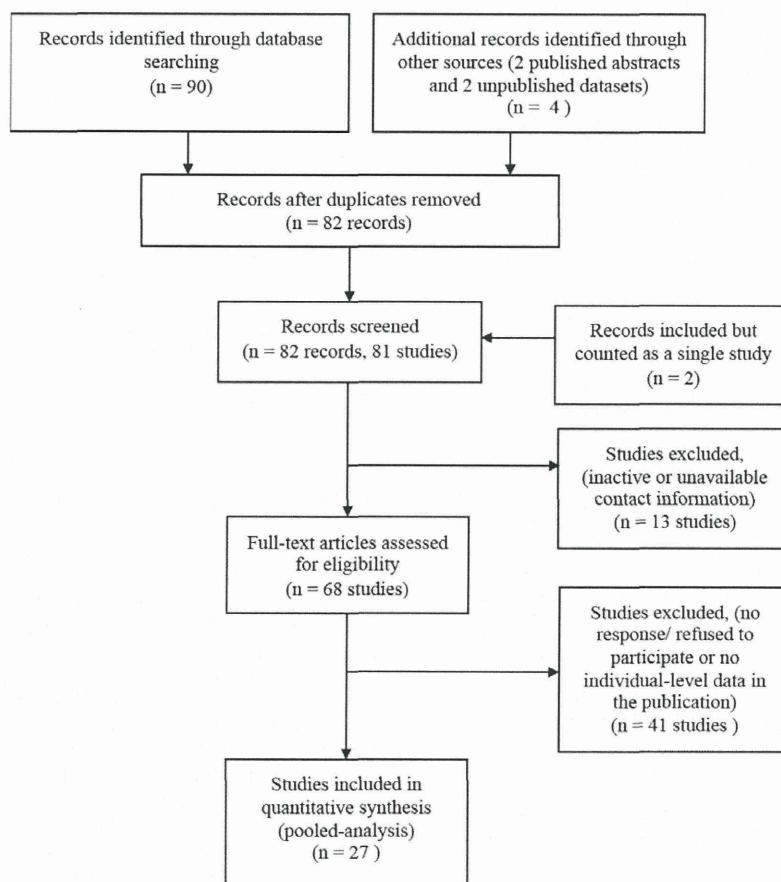 Records identified through database
searching
(n = 90)
Additional records identified through
other sources (2 published abstracts
and 2 unpublished datasets)
(n = 4 )
Records after duplicates removed
(n = 82 records)
Records screened
(n = 82 records, 81 studies)
Records included but
counted as a single study
(n = 2)
Studies excluded,
(inactive or unavailable
contact information)
(n = 13 studies)
Full-text articles assessed
for eligibility
(n = 68 studies)
Studies excluded, (no
response/ refused to
participate or no
individual-level data in
the publication)
(n = 41 studies )
Studies included in
quantitative synthesis
(pooled-analysis)
(n = 27 )